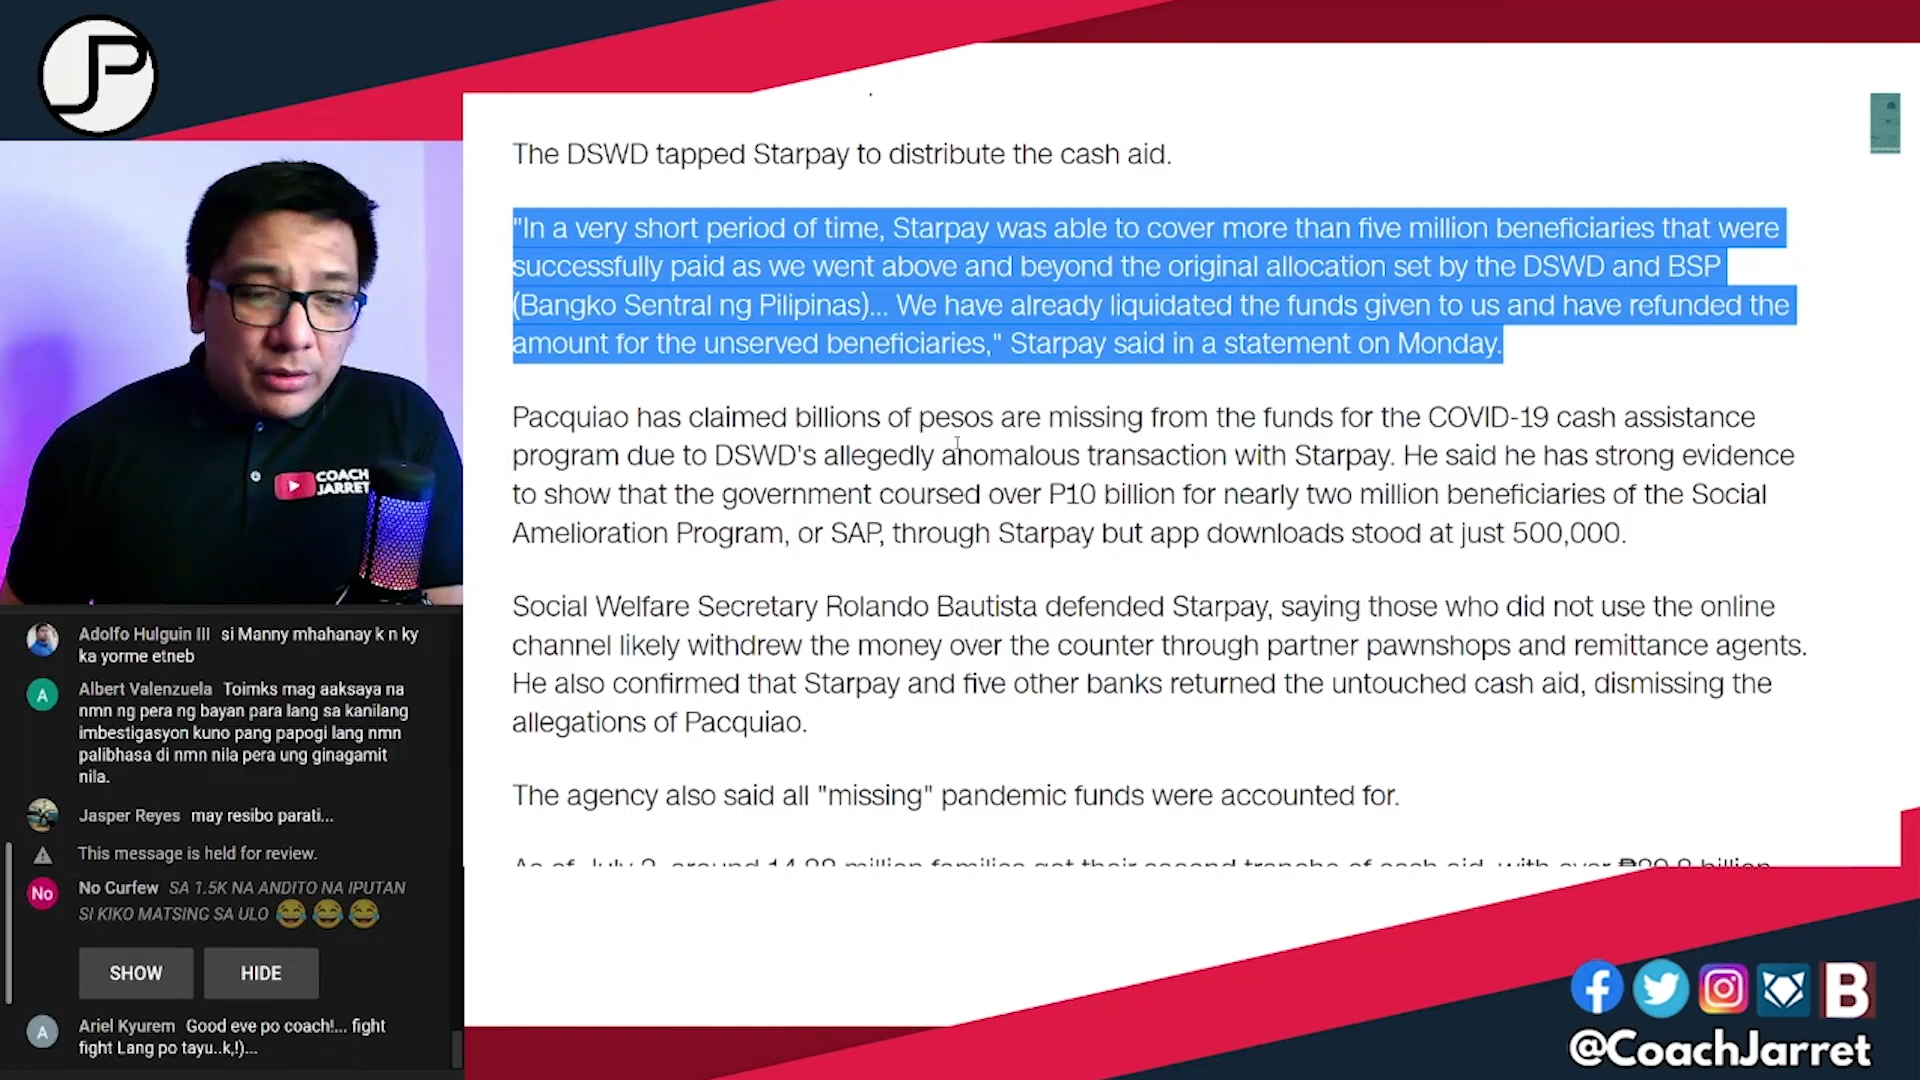 JP
The DSWD tapped Starpay to distribute the cash aid.
"In a very short period of time, Starpay was able to cover more than five million beneficiaries that were
successfully paid as we went above and beyond the original allocation set by the DSWD and BSP
(Bangko Sentral ng Pilipinas)... We have already liquidated the funds given to us and have refunded the
amount for the unserved beneficiaries," Starpay said in a statement on Monday.
Pacquiao has claimed billions of pesos are missing from the funds for the COVID-19 cash assistance
program due to DSWD's allegedly anomalous transaction with Starpay. He said he has strong evidence
to show that the government coursed over P10 billion for nearly two million beneficiaries of the Social
Amelioration Program, or SAP, through Starpay but app downloads stood at just 500,000.
Social Welfare Secretary Rolando Bautista defended Starpay, saying those who did not use the online
channel likely withdrew the money over the counter through partner pawnshops and remittance agents.
He also confirmed that Starpay and five other banks returned the untouched cash aid, dismissing the
allegations of Pacquiao.
The agency also said all "missing" pandemic funds were accounted for.
COACH
JARRET
Adolfo Hulguin III si Manny mhahanay k n ky
ka yorme etneb
A
Albert Valenzuela Toimks mag aaksaya na
nmn ng pera ng bayan para lang sa kanilang
imbestigasyon kuno pang papogi lang nmn
palibhasa di nmn nila pera ung ginagamit
nila.
Jasper Reyes may resibo parati...
This message is held for review.
No
No Curfew SA 1.5K NA ANDITO NA IPUTAN
SI KIKO MATSING SA ULO 😂😂😂
SHOW HIDE
A
Ariel Kyurem Good eve po coach!... fight
fight Lang po tayu..k,!)...
B
@CoachJarret